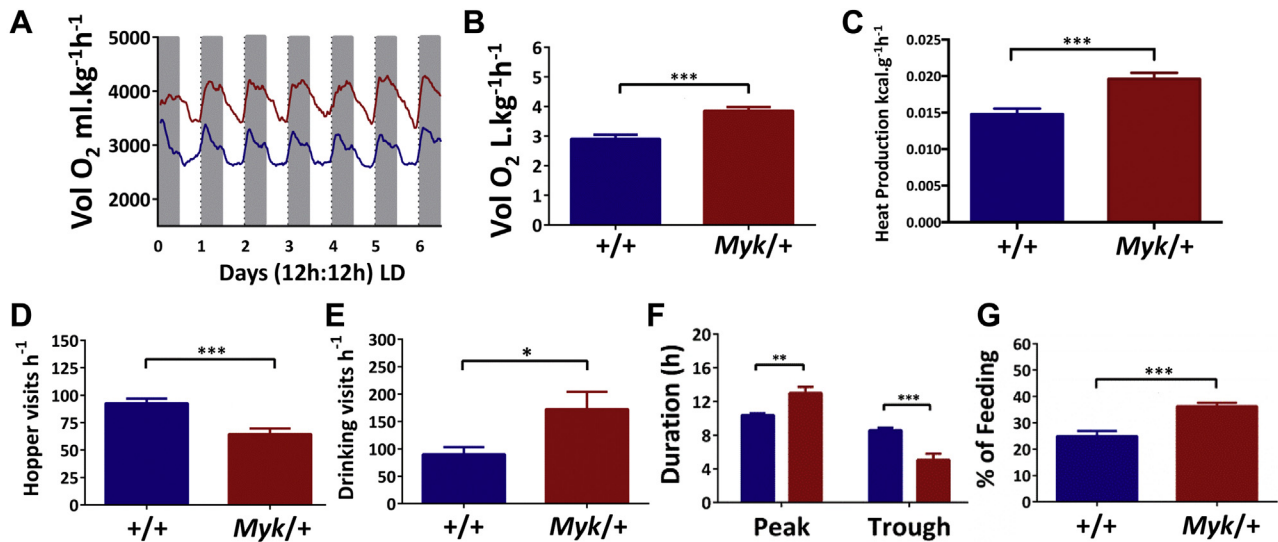 A
Vol O₂ ml.kg⁻¹h⁻¹
5000
4000
3000
2000
0 1 2 3 4 5 6
Days (12h:12h) LD
B
Vol O₂ L.kg⁻¹h⁻¹
6
5
4
3
2
1
0
***
+/+ Myk/+
C
Heat Production kcal.g⁻¹h⁻¹
0.025
0.020
0.015
0.010
0.005
0.000
***
+/+ Myk/+
D
Hopper visits h⁻¹
150
125
100
75
50
25
0
***
+/+ Myk/+
E
Drinking visits h⁻¹
300
250
200
150
100
50
0
*
+/+ Myk/+
F
Duration (h)
20
16
12
8
4
0
**
***
Peak Trough
G
% of Feeding
60
50
40
30
20
10
0
***
+/+ Myk/+